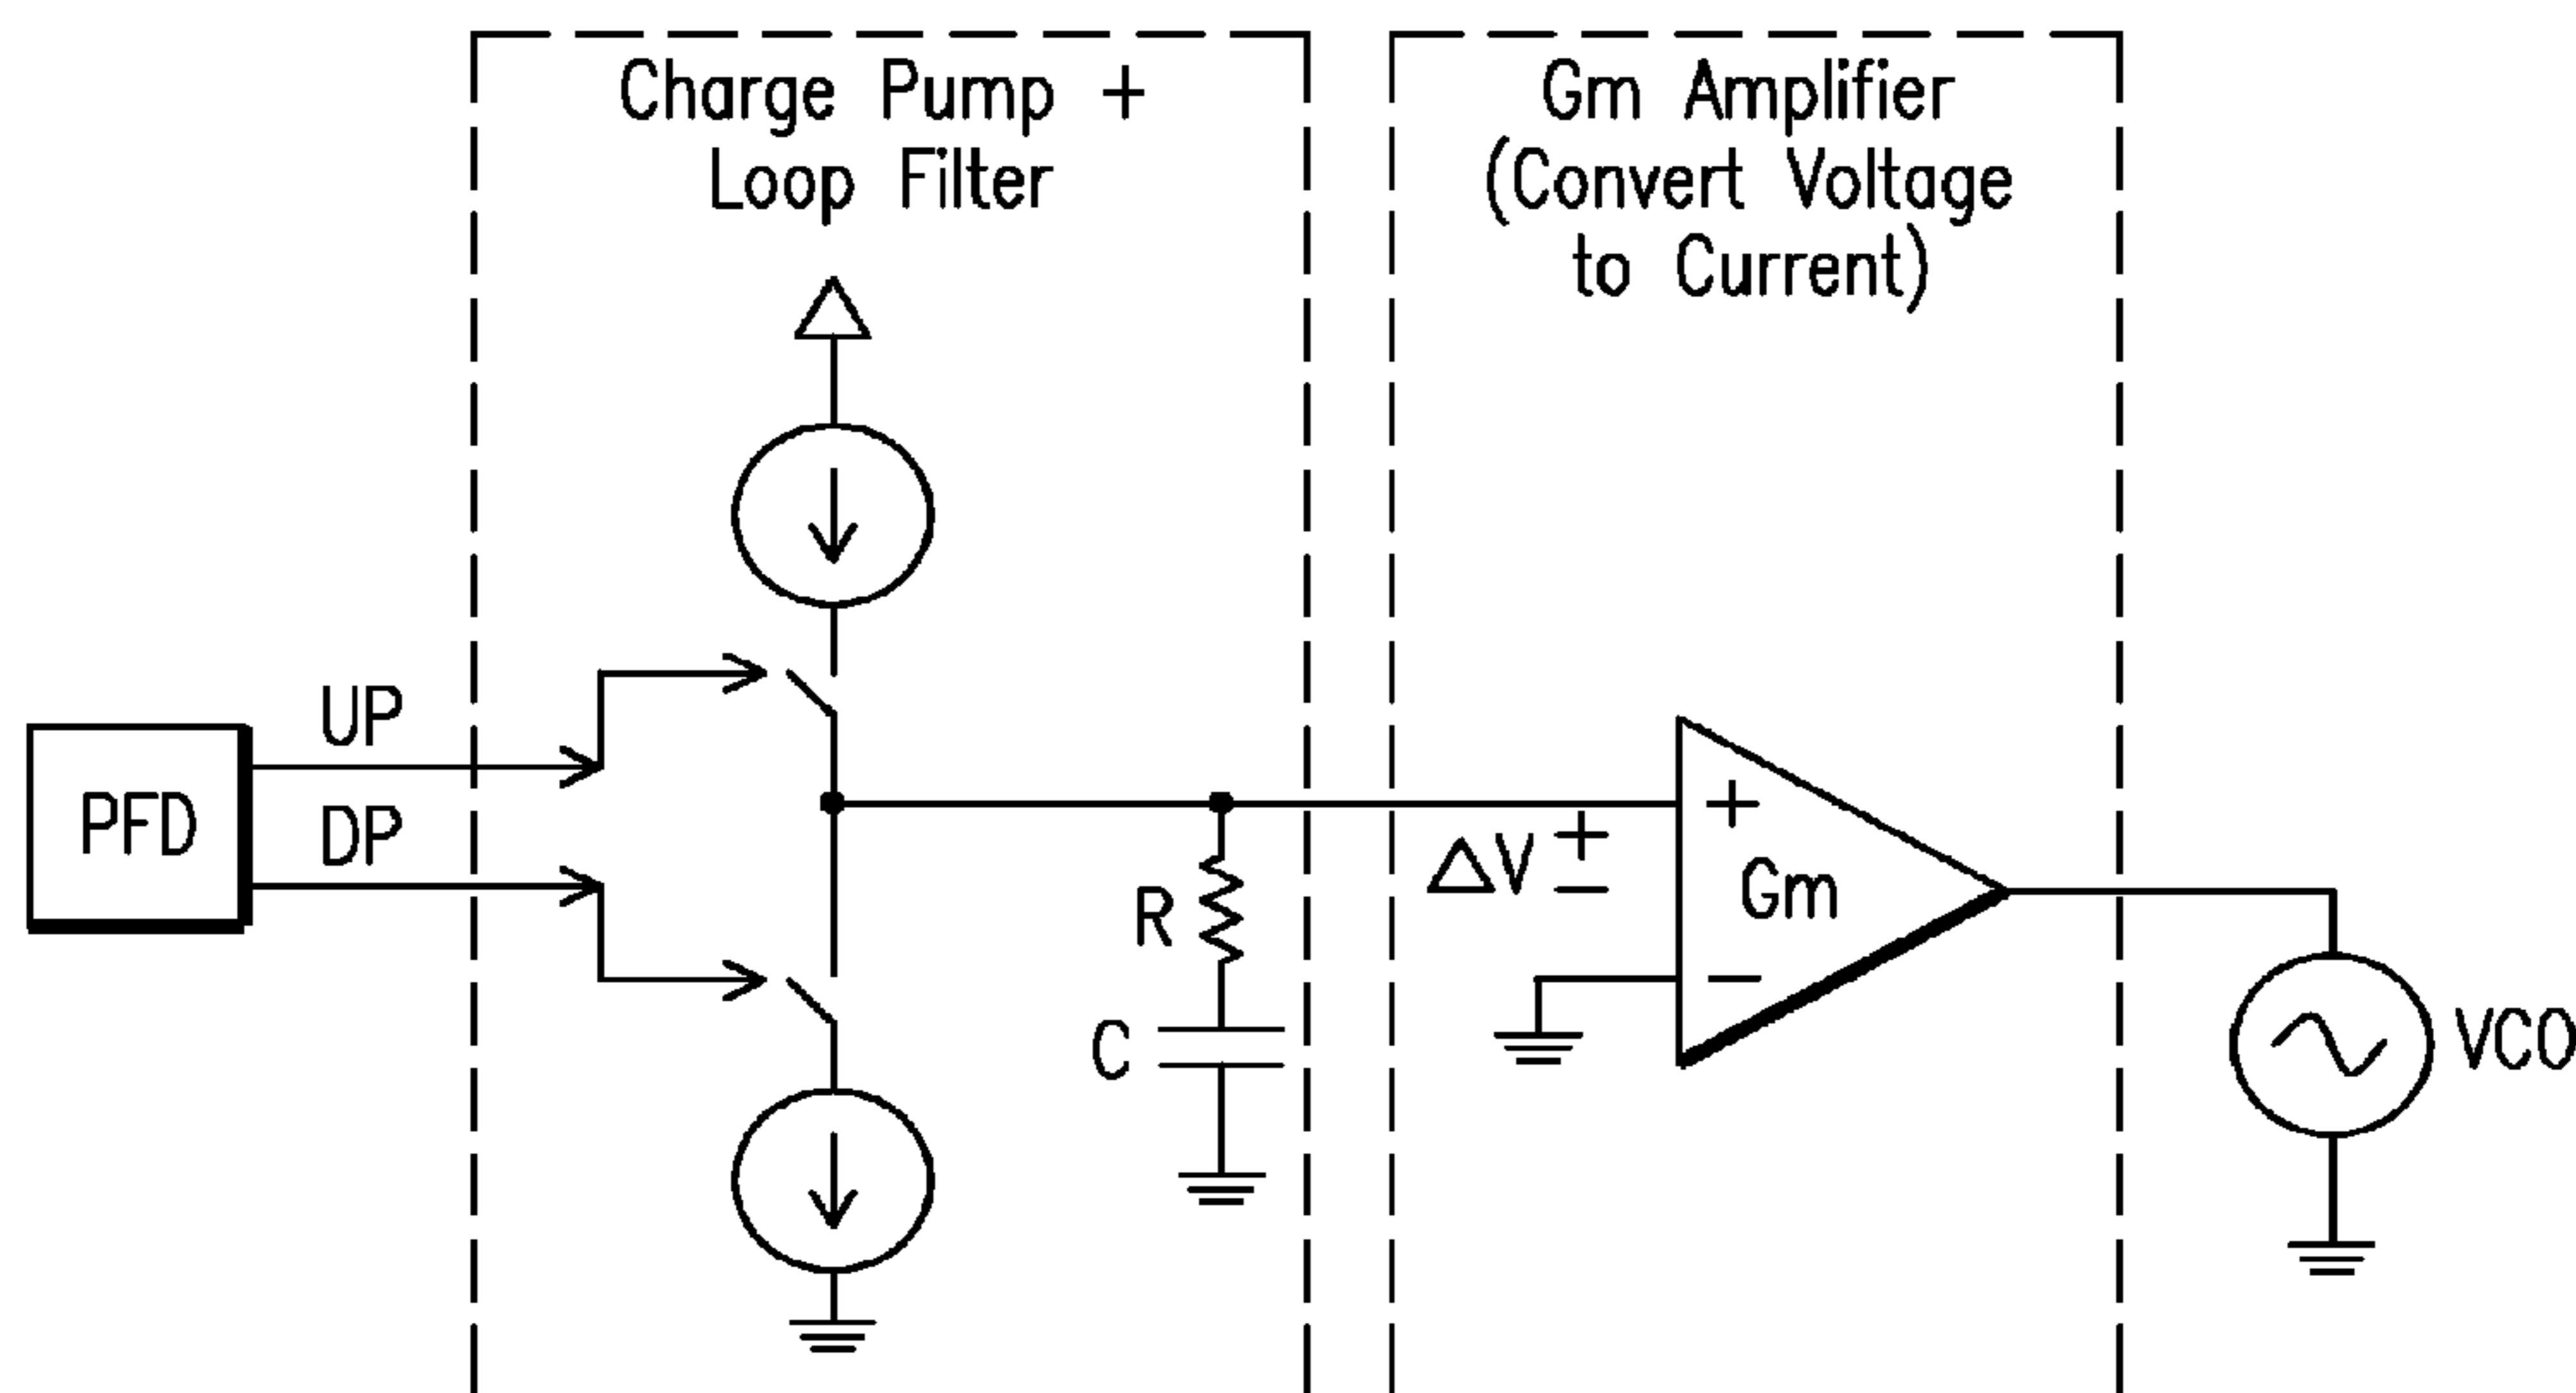 Charge Pump +
Loop Filter
Gm Amplifier
(Convert Voltage
to Current)
UP
PFD
DP
ΔV + −
+
Gm
−
R
C
VCO